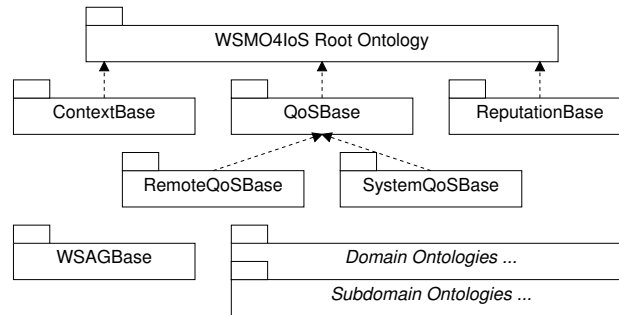 WSMO4IoS Root Ontology
ContextBase
QoSBase
ReputationBase
RemoteQoSBase
SystemQoSBase
WSAGBase
Domain Ontologies ...
Subdomain Ontologies ...